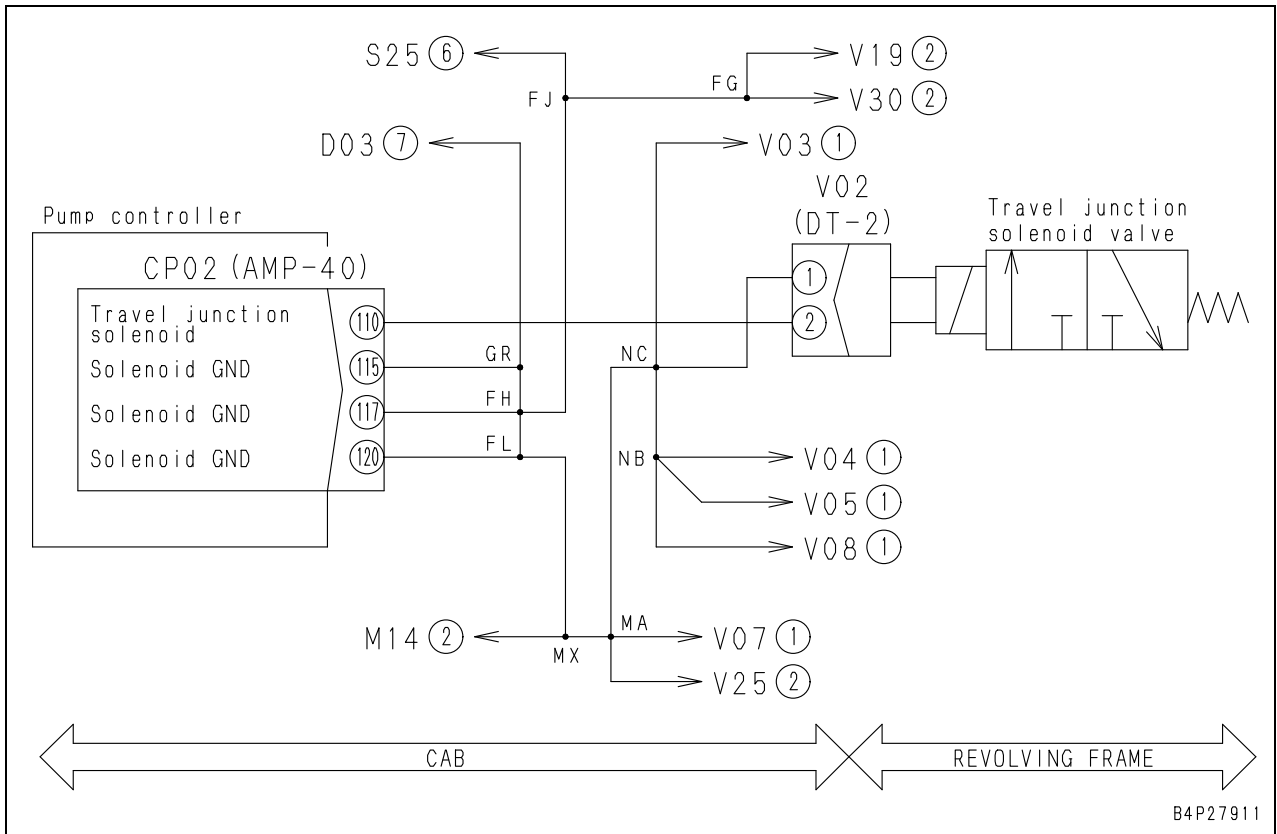 S25 ⑥
V19 ②
FG
FJ
V30 ②
D03 ⑦
V03 ①
V02
(DT-2)
Travel junction
solenoid valve
Pump controller
CP02 (AMP-40)
Travel junction
solenoid
110
①
②
Solenoid GND
115
GR
NC
Solenoid GND
117
FH
Solenoid GND
120
FL
NB
V04 ①
V05 ①
V08 ①
M14 ②
MX
MA
V07 ①
V25 ②
CAB
REVOLVING FRAME
B4P27911